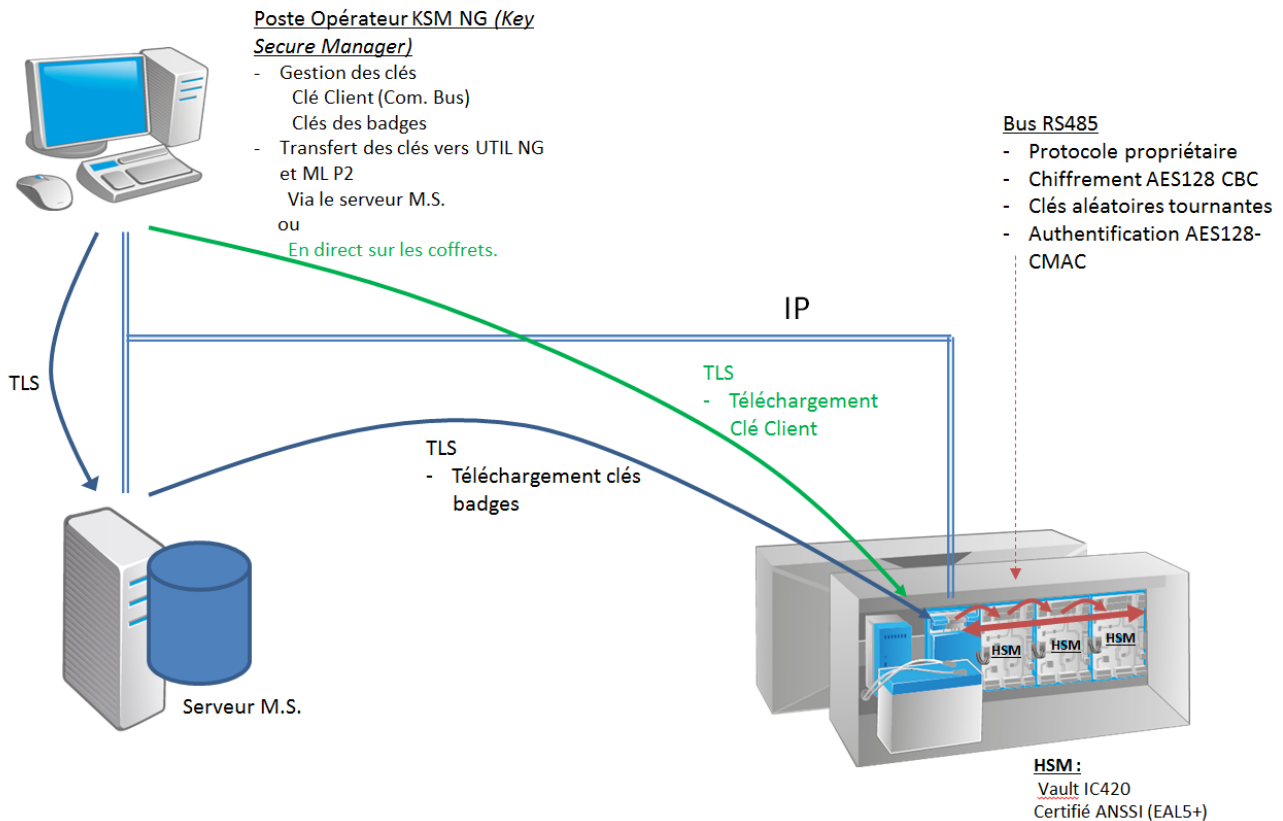 Poste Opérateur KSM NG (Key
Secure Manager)
- Gestion des clés
Clé Client (Com. Bus)
Clés des badges
- Transfert des clés vers UTIL NG
et ML P2
Via le serveur M.S.
ou
En direct sur les coffrets.
Bus RS485
- Protocole propriétaire
- Chiffrement AES128 CBC
- Clés aléatoires tournantes
- Authentification AES128-
CMAC
IP
TLS
TLS
- Téléchargement
Clé Client
TLS
- Téléchargement clés
badges
HSM
HSM
HSM
Serveur M.S.
HSM :
Vault IC420
Certifié ANSSI (EAL5+)